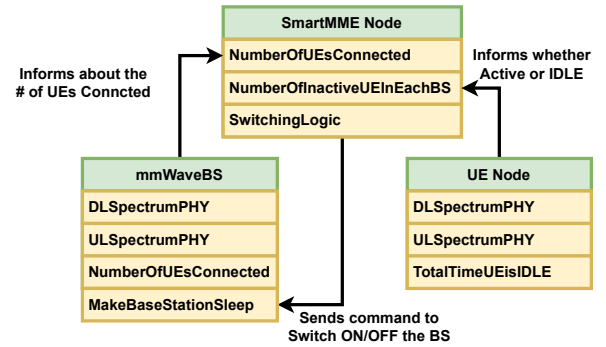 SmartMME Node
NumberOfUEsConnected
NumberOfInactiveUEInEachBS
SwitchingLogic
Informs about the
# of UEs Conncted
Informs whether
Active or IDLE
mmWaveBS
DLSpectrumPHY
ULSpectrumPHY
NumberOfUEsConnected
MakeBaseStationSleep
UE Node
DLSpectrumPHY
ULSpectrumPHY
TotalTimeUEisIDLE
Sends command to
Switch ON/OFF the BS